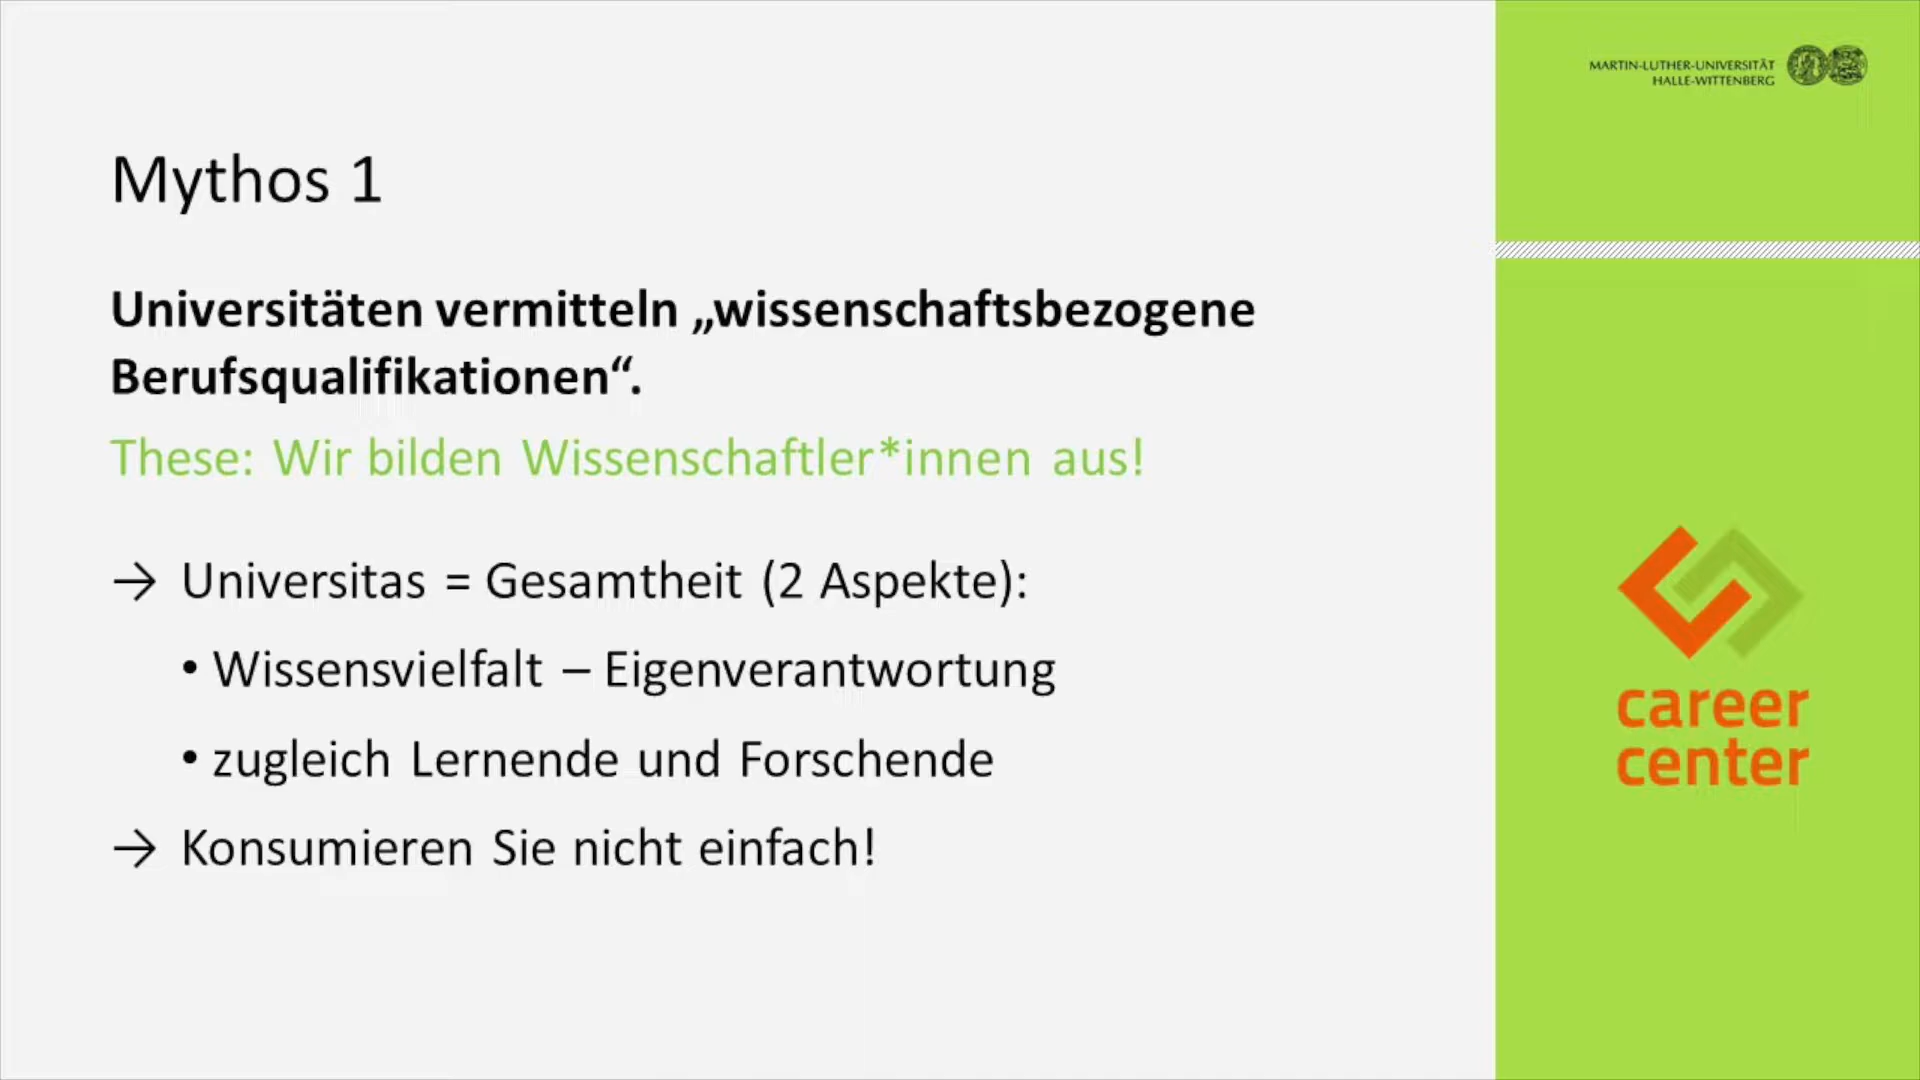 MARTIN-LUTHER-UNIVERSITÄT
HALLE-WITTENBERG
Mythos 1
Universitäten vermitteln „wissenschaftsbezogene
Berufsqualifikationen“.
These: Wir bilden Wissenschaftler*innen aus!
→ Universitas = Gesamtheit (2 Aspekte):
• Wissensvielfalt – Eigenverantwortung
• zugleich Lernende und Forschende
→ Konsumieren Sie nicht einfach!
career
center